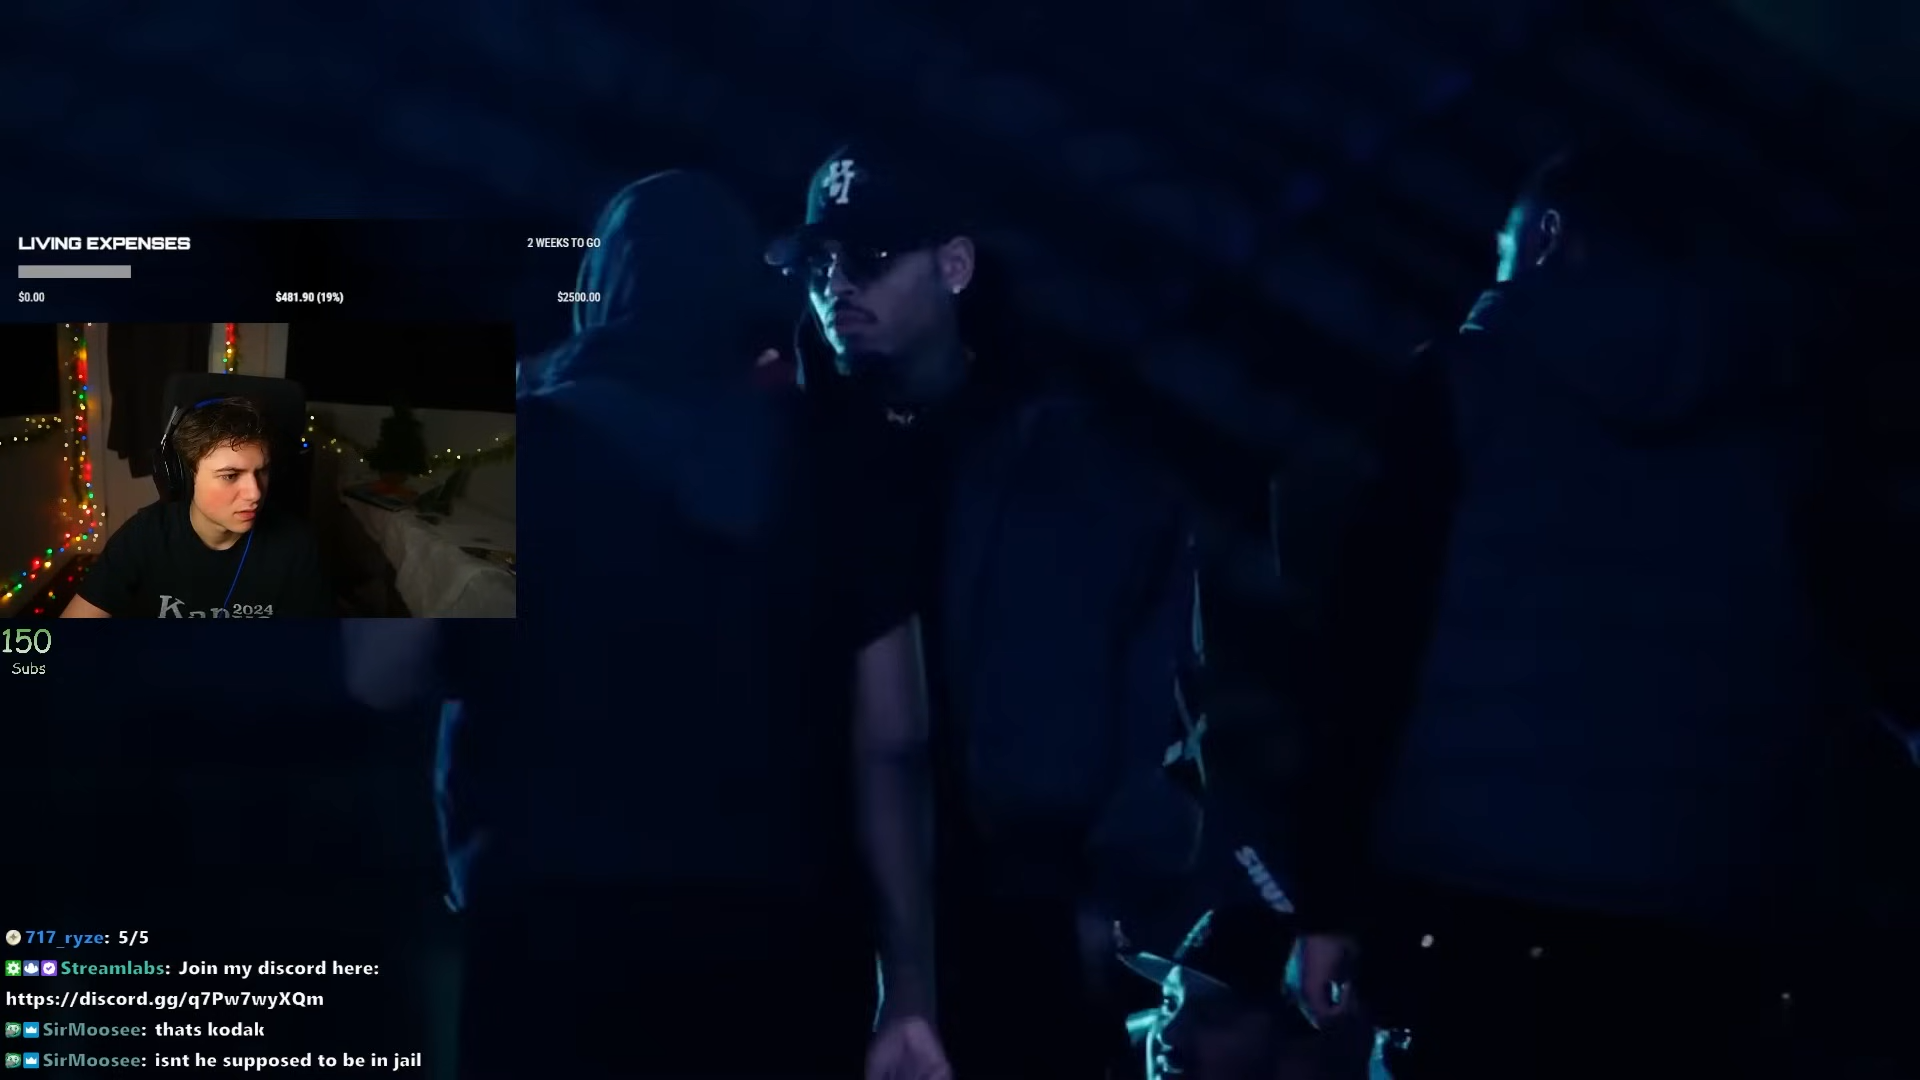 LIVING EXPENSES
2 WEEKS TO GO
$0.00
$481.90 (19%)
$2500.00
2024
150
Subs
717_ryze: 5/5
Streamlabs: Join my discord here:
https://discord.gg/q7Pw7wyXQm
SirMoosee: thats kodak
SirMoosee: isnt he supposed to be in jail